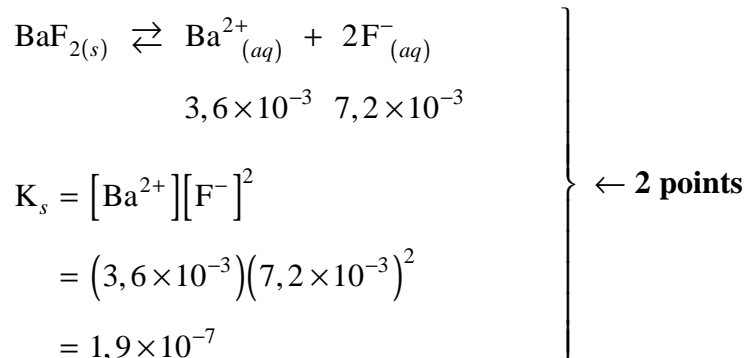 BaF₂₍ₛ₎ ⇄ Ba²⁺₍aq₎ + 2F⁻₍aq₎
3,6×10⁻³ 7,2×10⁻³
Kₛ = [Ba²⁺][F⁻]²
← 2 points
= (3,6×10⁻³)(7,2×10⁻³)²
= 1,9×10⁻⁷